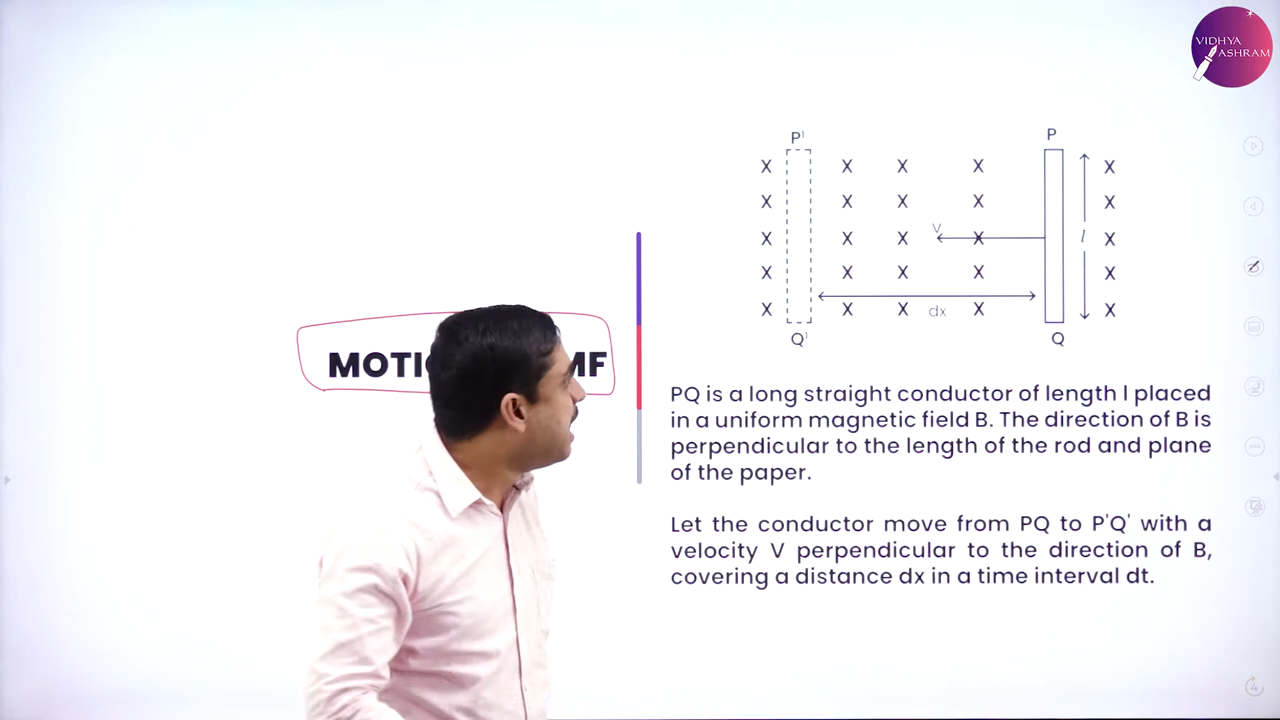 VIDHYA
ASHRAM
P' P
X X X X X
X X X X X
V
X X X X l X
X X X X X
X X X dx X X
Q' Q
PQ is a long straight conductor of length l placed
in a uniform magnetic field B. The direction of B is
perpendicular to the length of the rod and plane
of the paper.
Let the conductor move from PQ to P'Q' with a
velocity V perpendicular to the direction of B,
covering a distance dx in a time interval dt.